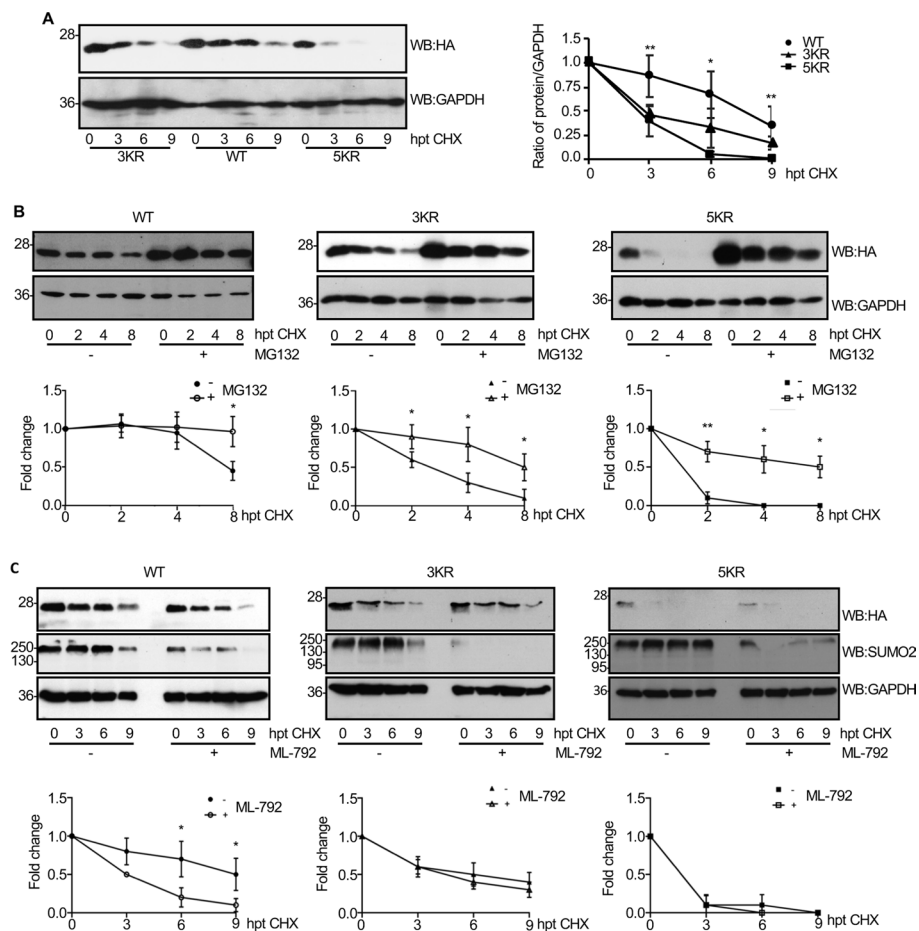 A
28
WB:HA
36
WB:GAPDH
0 3 6 9 0 3 6 9 0 3 6 9 hpt CHX
3KR WT 5KR
Ratio of protein/GAPDH
1.5
1.0
0.75
0.5
0.25
0.0
0 3 6 9 hpt CHX
** * **
WT
3KR
5KR
B
WT 3KR 5KR
28 28 28 WB:HA
36 36 36 WB:GAPDH
0 2 4 8 0 2 4 8 hpt CHX 0 2 4 8 0 2 4 8 hpt CHX 0 2 4 8 0 2 4 8 hpt CHX
- + MG132 - + MG132 - + MG132
Fold change
1.5
1.0
0.5
0.0
0 2 4 8 hpt CHX
- + MG132
*
Fold change
1.5
1.0
0.5
0.0
0 2 4 8 hpt CHX
- + MG132
* * *
Fold change
1.5
1.0
0.5
0.0
0 2 4 8 hpt CHX
- + MG132
** * *
C
WT 3KR 5KR
28 28 28 WB:HA
250 250 250 WB:SUMO2
130 130 130
95 95
36 36 36 WB:GAPDH
0 3 6 9 0 3 6 9 hpt CHX 0 3 6 9 0 3 6 9 hpt CHX 0 3 6 9 0 3 6 9 hpt CHX
- + ML-792 - + ML-792 - + ML-792
Fold change
1.5
1.0
0.5
0.0
0 3 6 9 hpt CHX
- + ML-792
* *
Fold change
1.5
1.0
0.5
0.0
0 3 6 9 hpt CHX
- + ML-792
Fold change
1.5
1.0
0.5
0.0
0 3 6 9 hpt CHX
- + ML-792